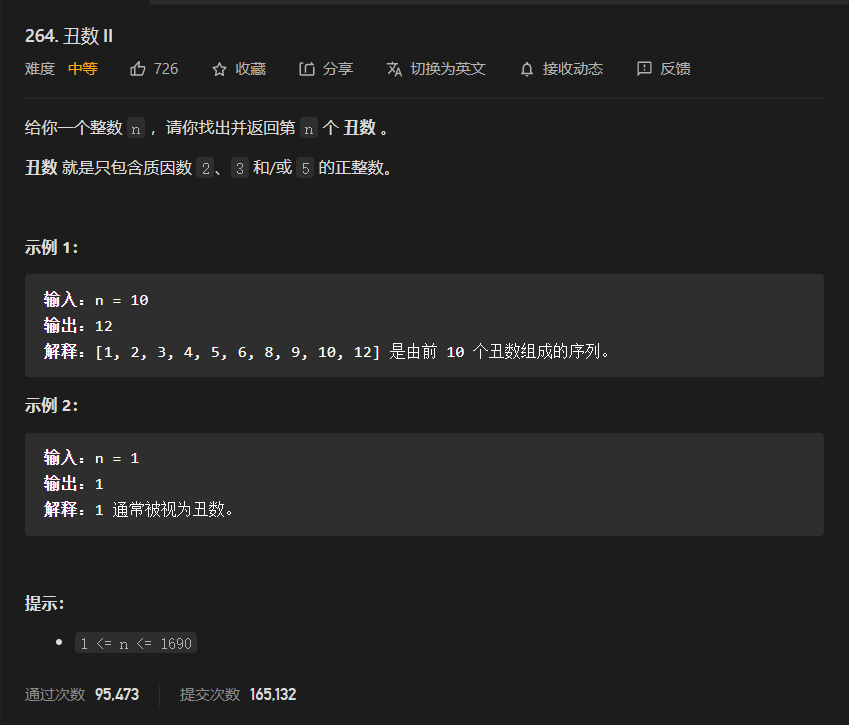 264. 丑数 II
难度 中等 726 收藏 分享 切换为英文 接收动态 反馈
给你一个整数 n ，请你找出并返回第 n 个 丑数 。
丑数 就是只包含质因数 2、3 和/或 5 的正整数。
示例 1：
输入：n = 10
输出：12
解释：[1, 2, 3, 4, 5, 6, 8, 9, 10, 12] 是由前 10 个丑数组成的序列。
示例 2：
输入：n = 1
输出：1
解释：1 通常被视为丑数。
提示：
1 <= n <= 1690
通过次数 95,473 提交次数 165,132